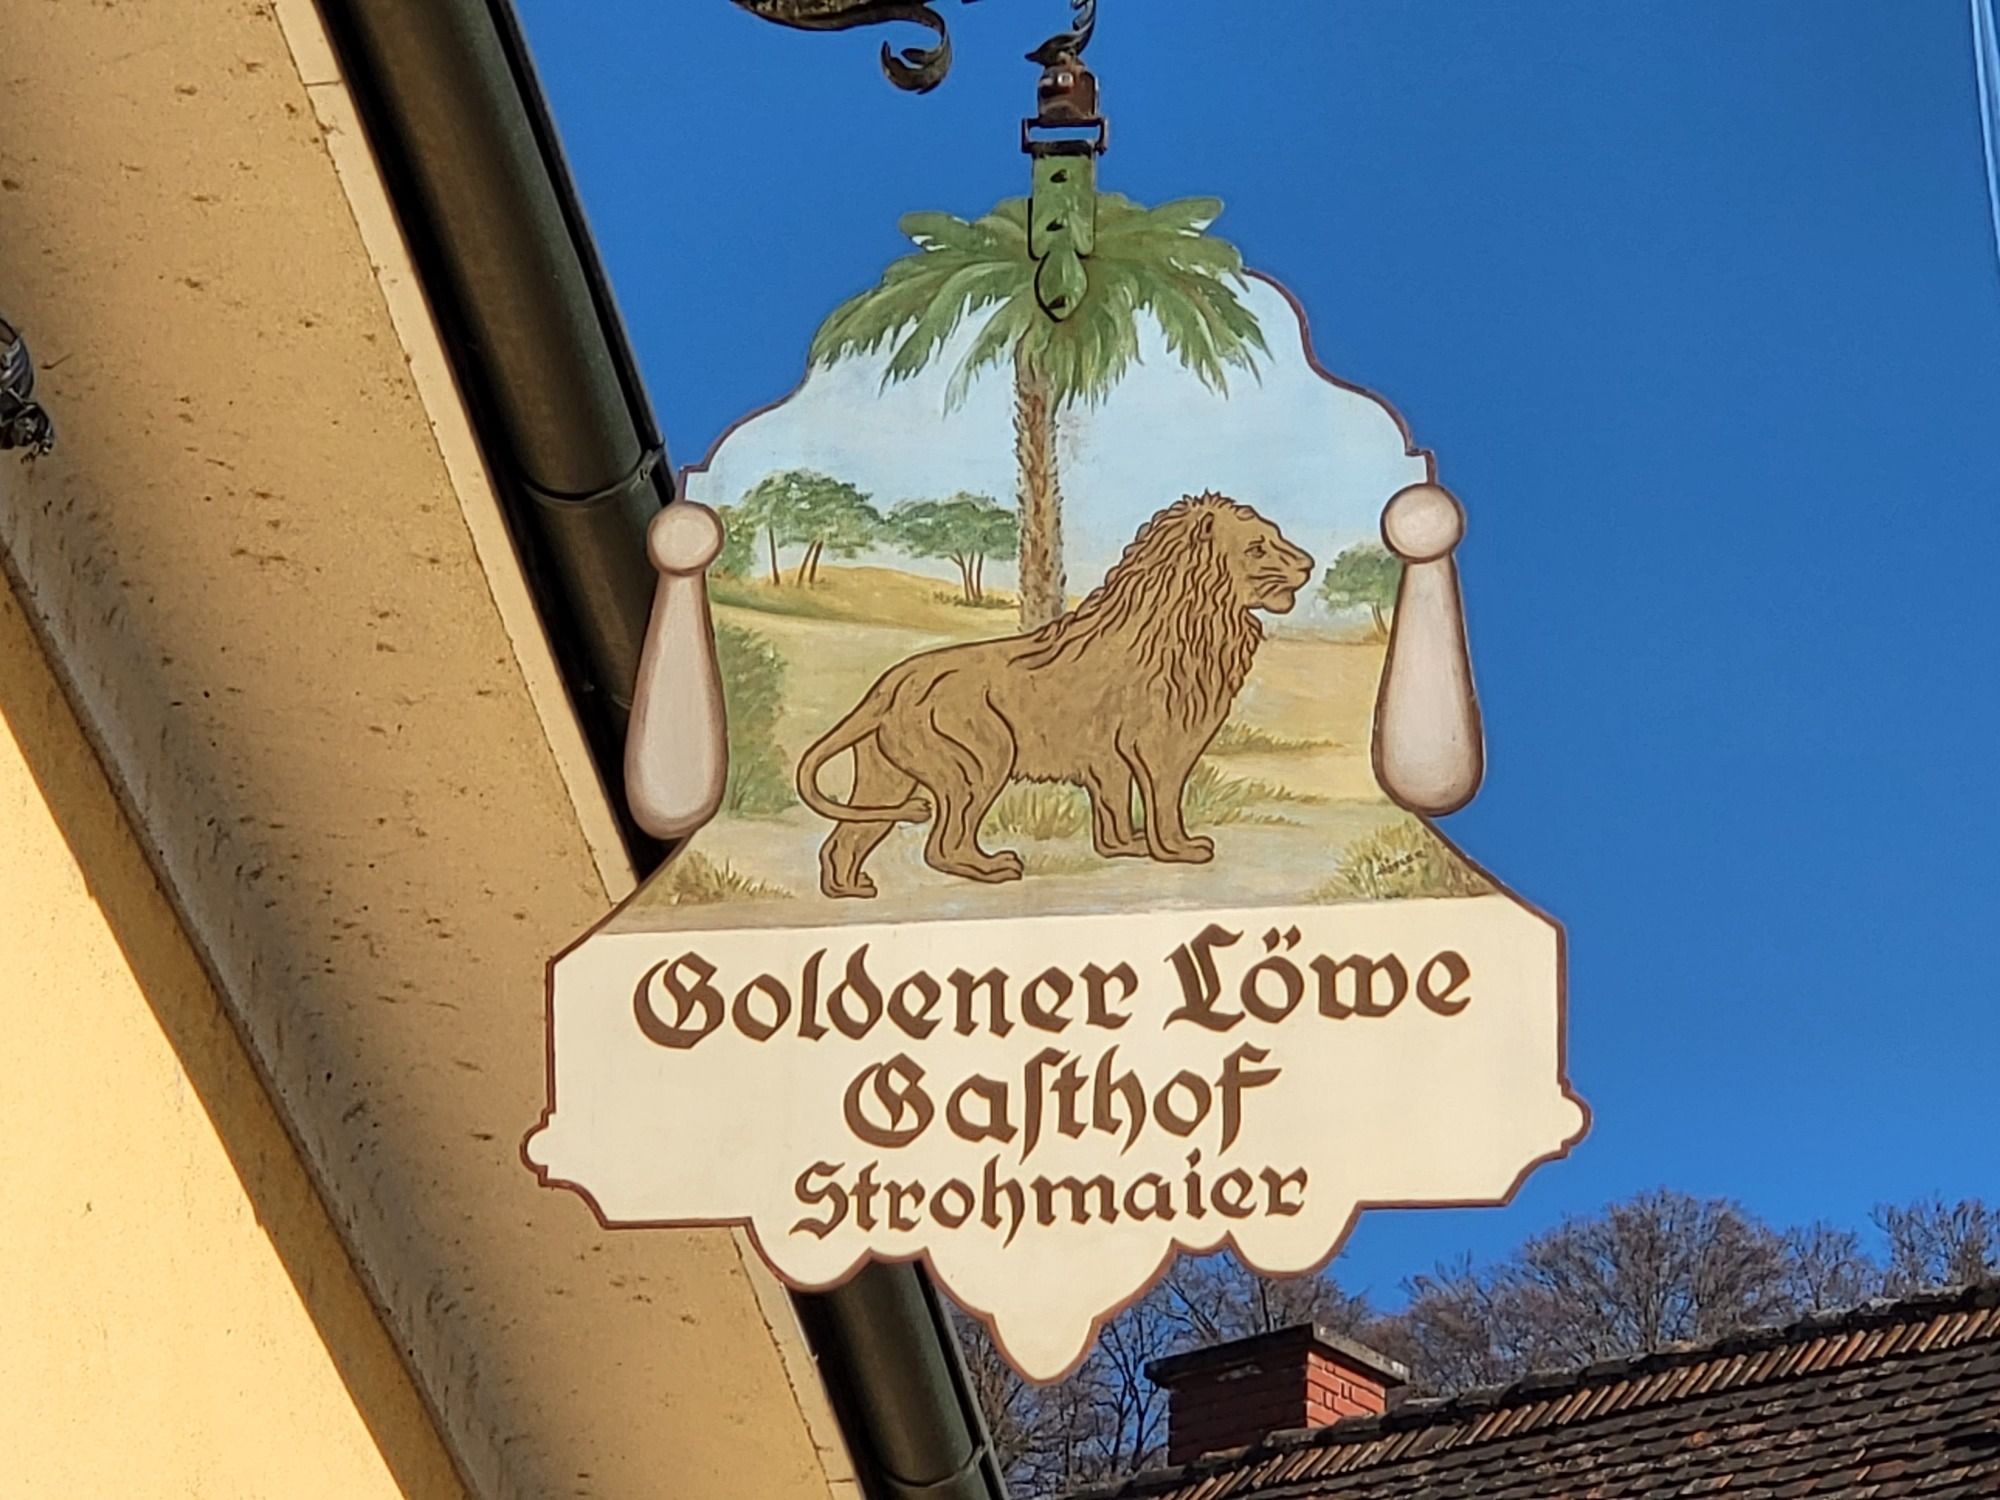 Goldener Löwe
Gaſthof
Strohmaier